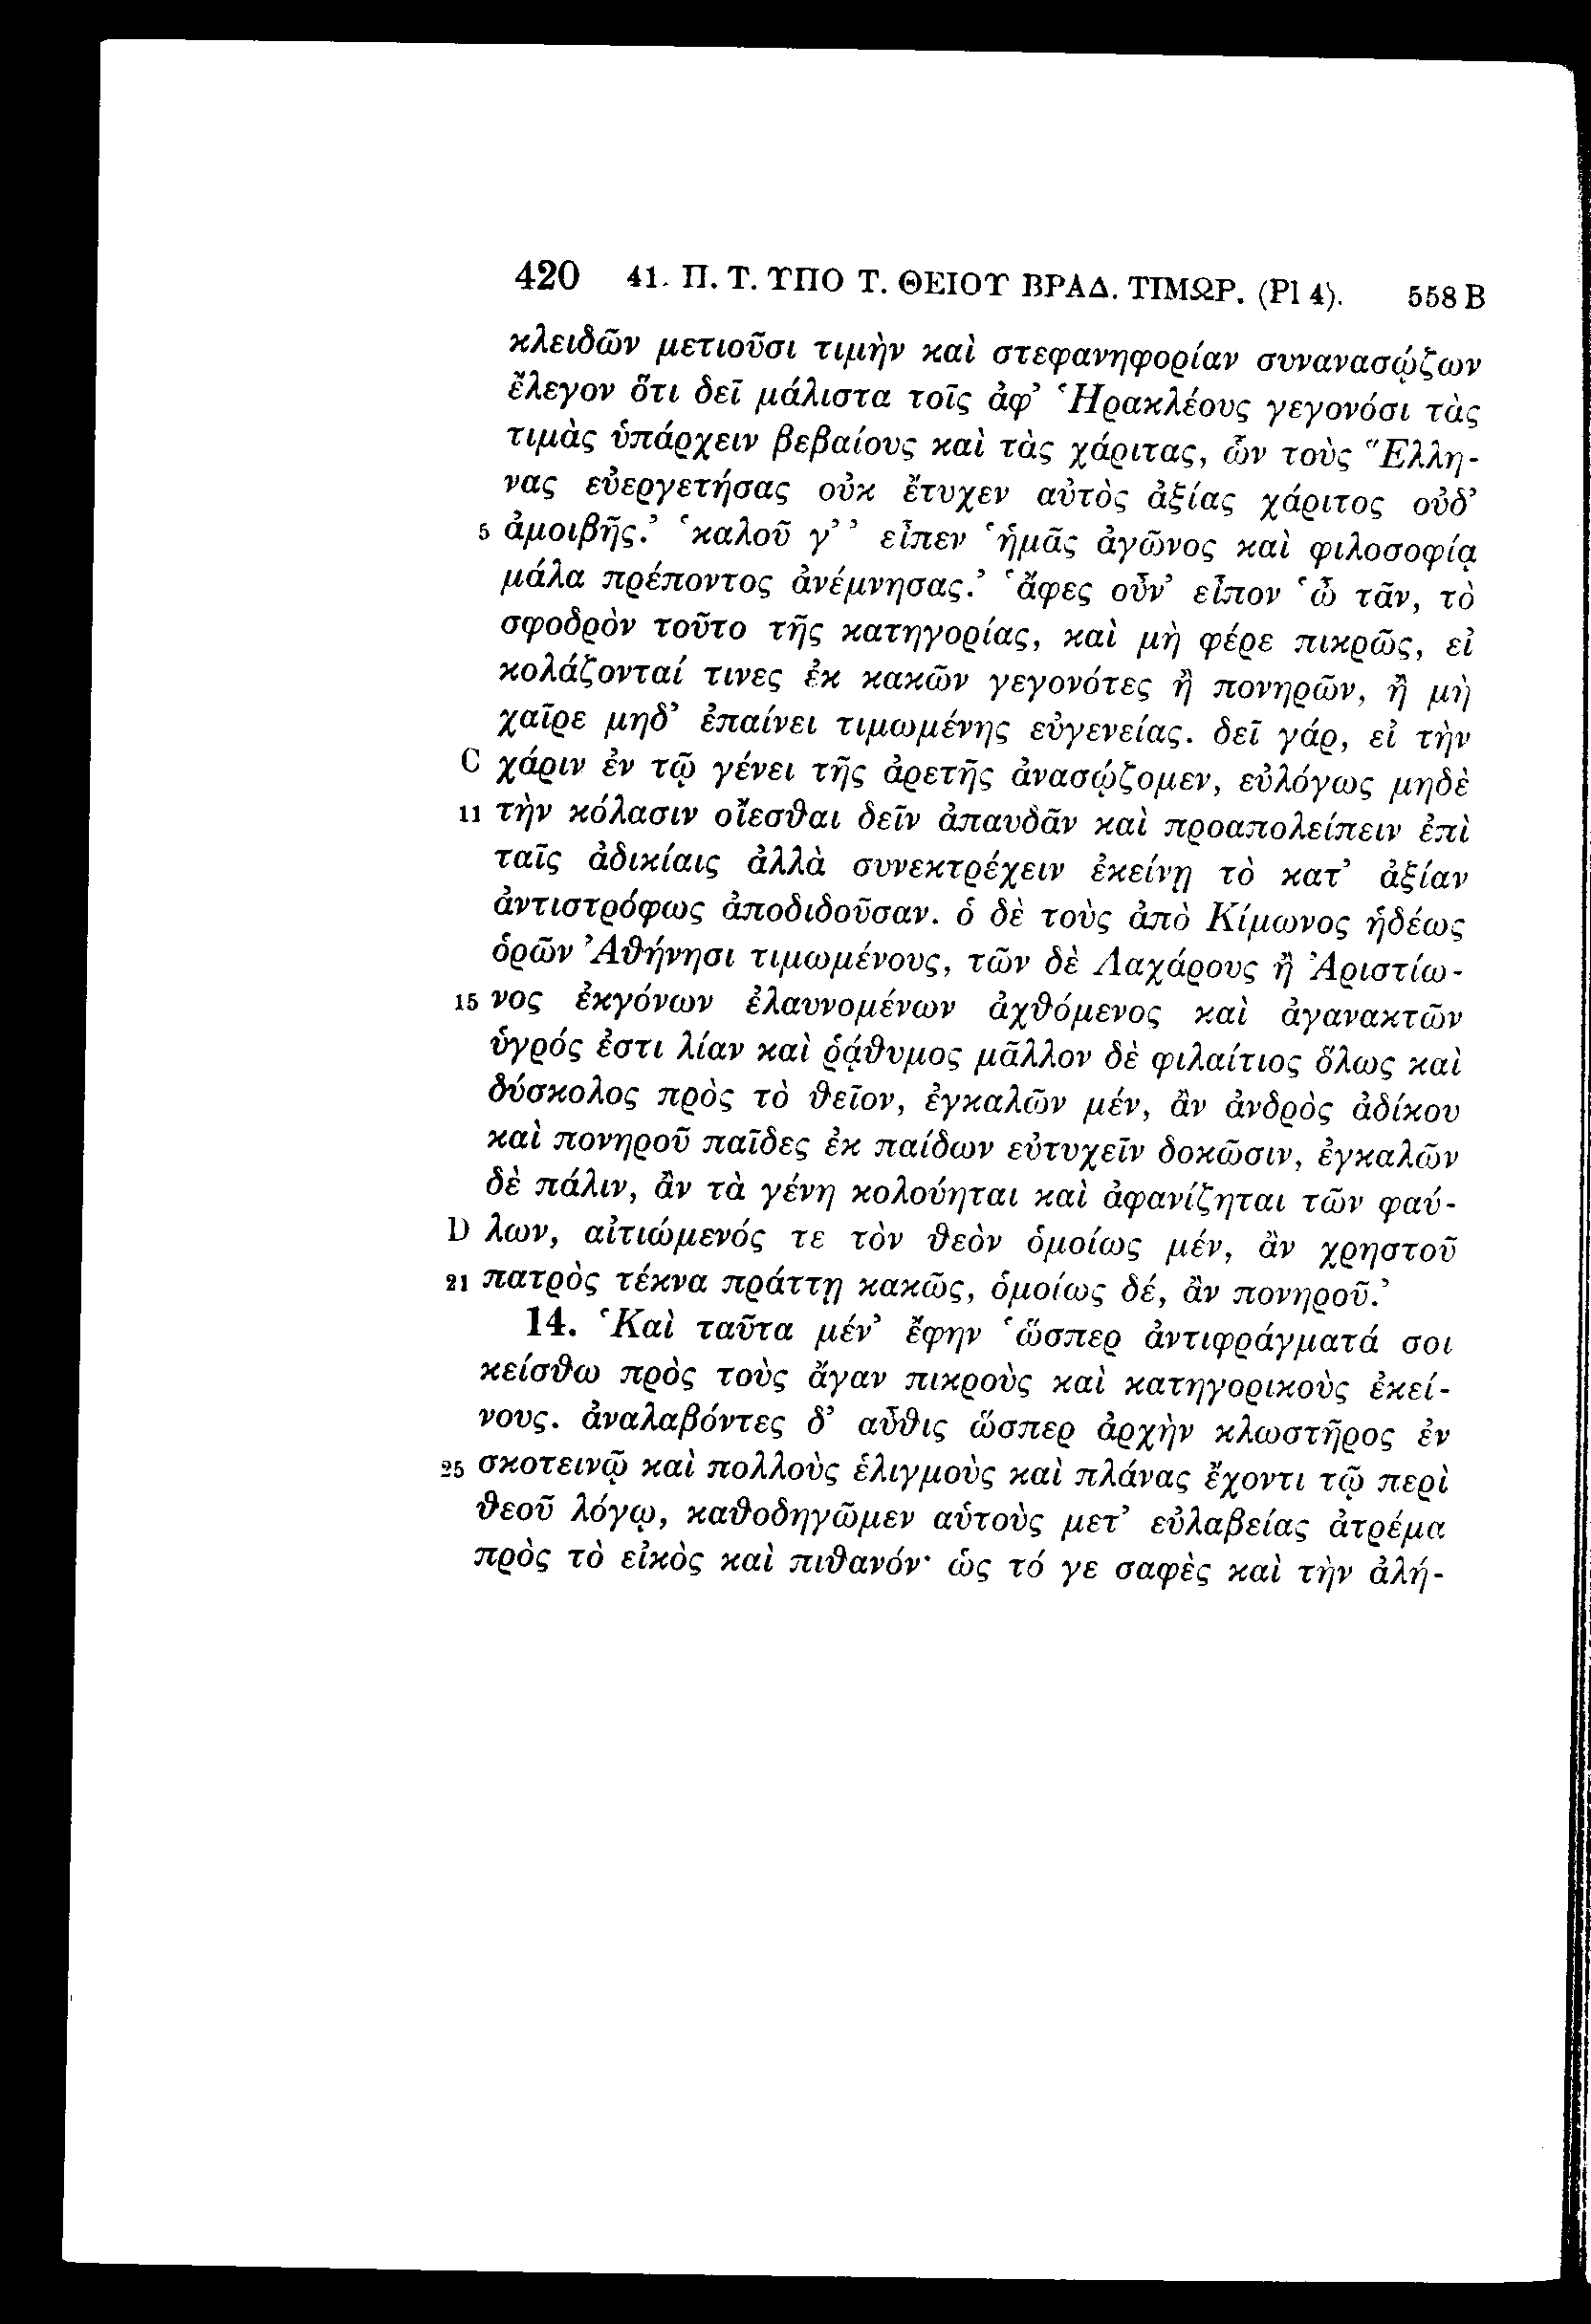 420 41. Π. Τ. ΥΠΟ Τ. ΘΕΙΟΥ ΒΡΑΔ. ΤΙΜΩΡ. (Pl 4). 558 B
κλειδῶν μετιοῦσι τιμὴν καὶ στεφανηφορίαν συνανασῴζων
ἔλεγον ὅτι δεῖ μάλιστα τοῖς ἀφ’ ‘Ηρακλέους γεγονόσι τὰς
τιμὰς ὑπάρχειν βεβαίους καὶ τὰς χάριτας, ὧν τοὺς Ἕλλη-
νας εὐεργετήσας οὐκ ἔτυχεν αὐτὸς ἀξίας χάριτος οὐδ’
5 ἀμοιβῆς.’ ‘καλοῦ γ’ ’ εἶπεν ‘ἡμᾶς ἀγῶνος καὶ φιλοσοφίᾳ
μάλα πρέποντος ἀνέμνησας.’ ‘ἄφες οὖν’ εἶπον ‘ὦ τᾶν, τὸ
σφοδρὸν τοῦτο τῆς κατηγορίας, καὶ μὴ φέρε πικρῶς, εἰ
κολάζονταί τινες ἐκ κακῶν γεγονότες ἢ πονηρῶν, ἢ μὴ
χαῖρε μηδ’ ἐπαίνει τιμωμένης εὐγενείας. δεῖ γάρ, εἰ τὴν
C χάριν ἐν τῷ γένει τῆς ἀρετῆς ἀνασῴζομεν, εὐλόγως μηδὲ
11 τὴν κόλασιν οἴεσθαι δεῖν ἀπαυδᾶν καὶ προαπολείπειν ἐπὶ
ταῖς ἀδικίαις ἀλλὰ συνεκτρέχειν ἐκείνῃ τὸ κατ’ ἀξίαν
ἀντιστρόφως ἀποδιδοῦσαν. ὁ δὲ τοὺς ἀπὸ Κίμωνος ἡδέως
ὁρῶν Ἀθήνησι τιμωμένους, τῶν δὲ Λαχάρους ἢ Ἀριστίω-
15 νος ἐκγόνων ἐλαυνομένων ἀχθόμενος καὶ ἀγανακτῶν
ὑγρός ἐστι λίαν καὶ ῥᾴθυμος μᾶλλον δὲ φιλαίτιος ὅλως καὶ
δύσκολος πρὸς τὸ θεῖον, ἐγκαλῶν μέν, ἂν ἀνδρὸς ἀδίκου
καὶ πονηροῦ παῖδες ἐκ παίδων εὐτυχεῖν δοκῶσιν, ἐγκαλῶν
δὲ πάλιν, ἂν τὰ γένη κολούηται καὶ ἀφανίζηται τῶν φαύ-
D λων, αἰτιώμενός τε τὸν θεὸν ὁμοίως μέν, ἂν χρηστοῦ
21 πατρὸς τέκνα πράττῃ κακῶς, ὁμοίως δέ, ἂν πονηροῦ.’
14. ‘Καὶ ταῦτα μέν’ ἔφην ‘ὥσπερ ἀντιφράγματά σοι
κείσθω πρὸς τοὺς ἄγαν πικροὺς καὶ κατηγορικοὺς ἐκεί-
νους. ἀναλαβόντες δ’ αὖθις ὥσπερ ἀρχὴν κλωστῆρος ἐν
25 σκοτεινῷ καὶ πολλοὺς ἑλιγμοὺς καὶ πλάνας ἔχοντι τῷ περὶ
θεοῦ λόγῳ, καθοδηγῶμεν αὑτοὺς μετ’ εὐλαβείας ἀτρέμα
πρὸς τὸ εἰκὸς καὶ πιθανόν· ὡς τό γε σαφὲς καὶ τὴν ἀλή-